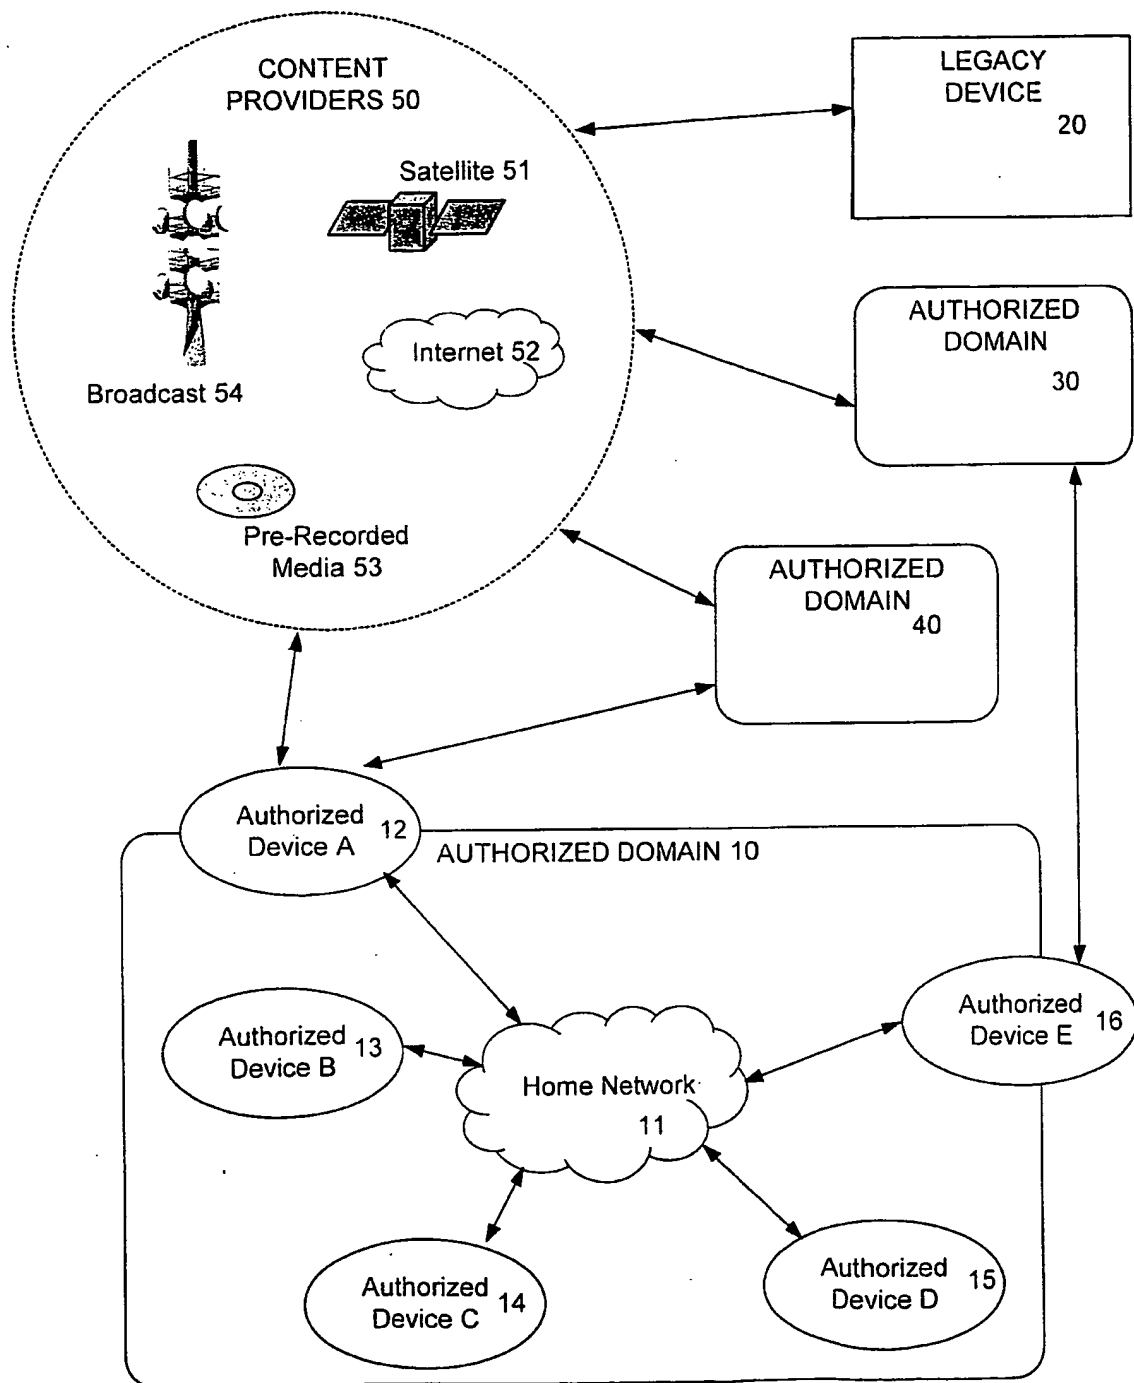 CONTENT
PROVIDERS 50
LEGACY
DEVICE
20
Satellite 51
Internet 52
Broadcast 54
Pre-Recorded
Media 53
AUTHORIZED
DOMAIN
30
AUTHORIZED
DOMAIN
40
Authorized
Device A
12
AUTHORIZED DOMAIN 10
Authorized
Device B
13
Home Network
11
Authorized
Device E
16
Authorized
Device C
14
Authorized
Device D
15